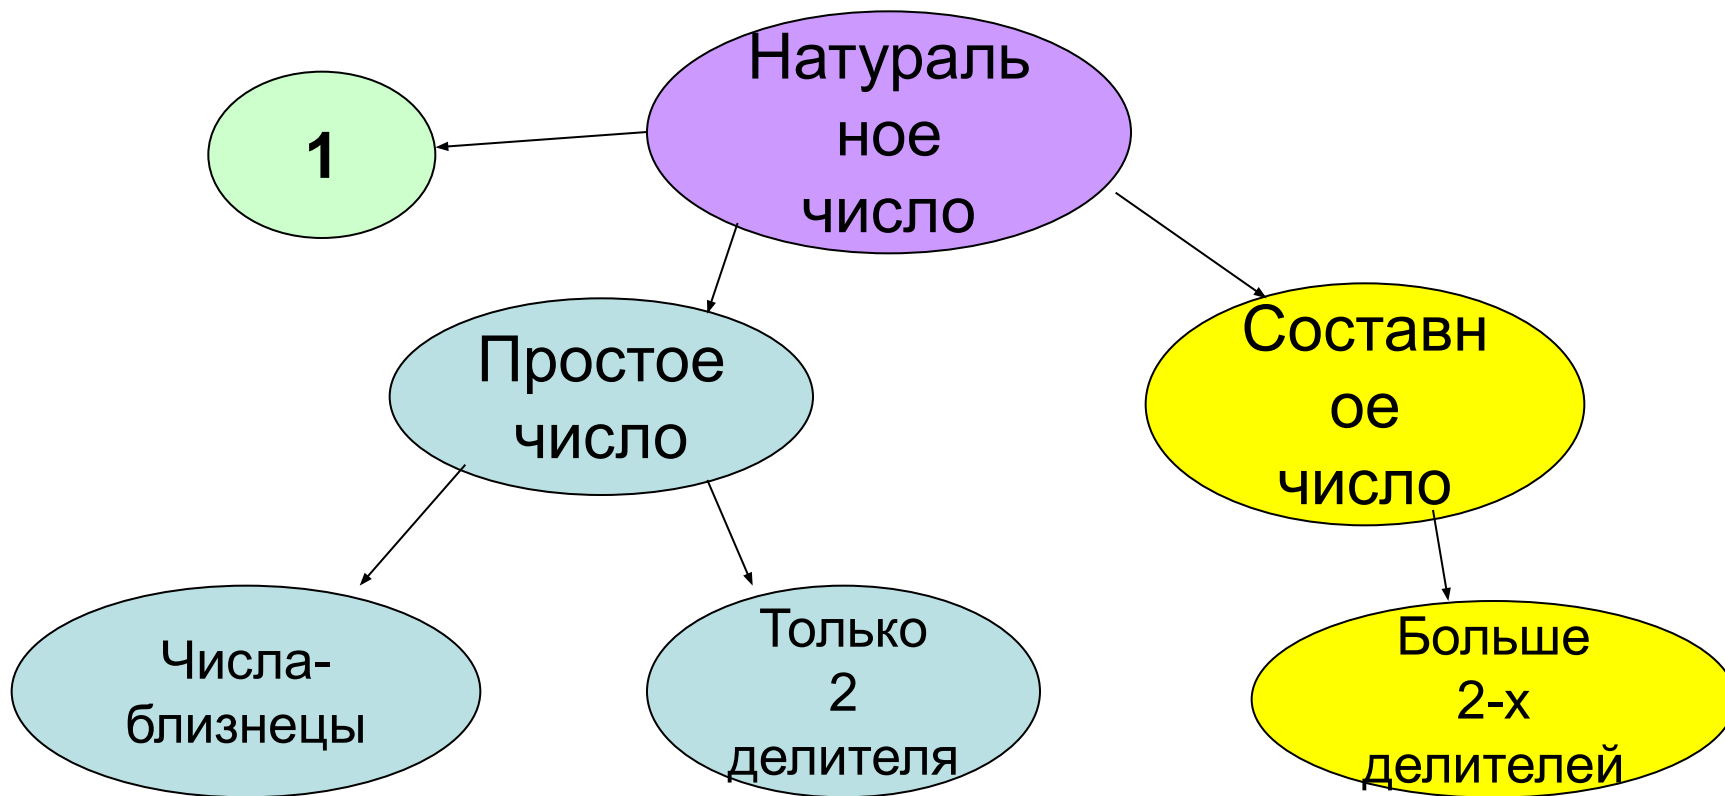 Натураль
ное
число
1
Простое
число
Составн
ое
число
Числа-
близнецы
Только
2
делителя
Больше
2-х
делителей